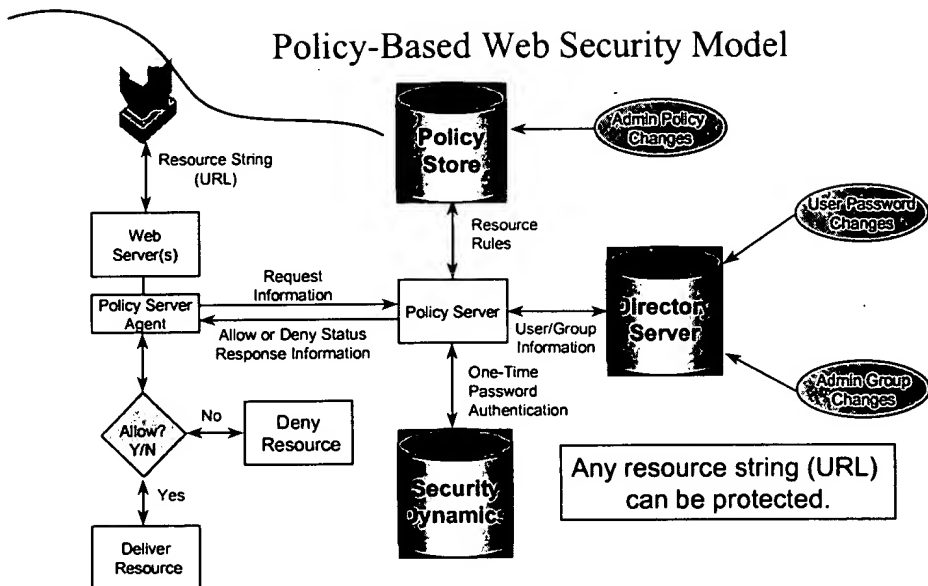 Policy-Based Web Security Model
Resource String
(URL)
Policy
Store
Admin Policy
Changes
Web
Server(s)
Resource
Rules
User Password
Changes
Request
Information
Policy Server
Agent
Policy Server
Allow or Deny Status
Response Information
User/Group
Information
Directory
Server
One-Time
Password
Authentication
Admin Group
Changes
Allow?
Y/N
No
Deny
Resource
Yes
Security
Dynamics
Any resource string (URL)
can be protected.
Deliver
Resource